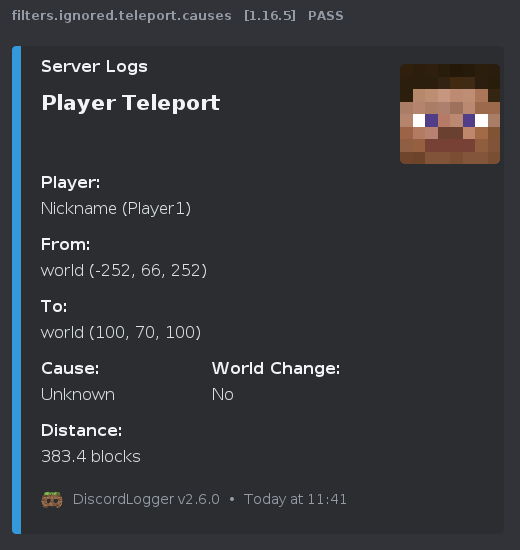 filters.ignored.teleport.causes [1.16.5] PASS
Server Logs
Player Teleport
Player:
Nickname (Player1)
From:
world (-252, 66, 252)
To:
world (100, 70, 100)
Cause: World Change:
Unknown No
Distance:
383.4 blocks
DiscordLogger v2.6.0 • Today at 11:41